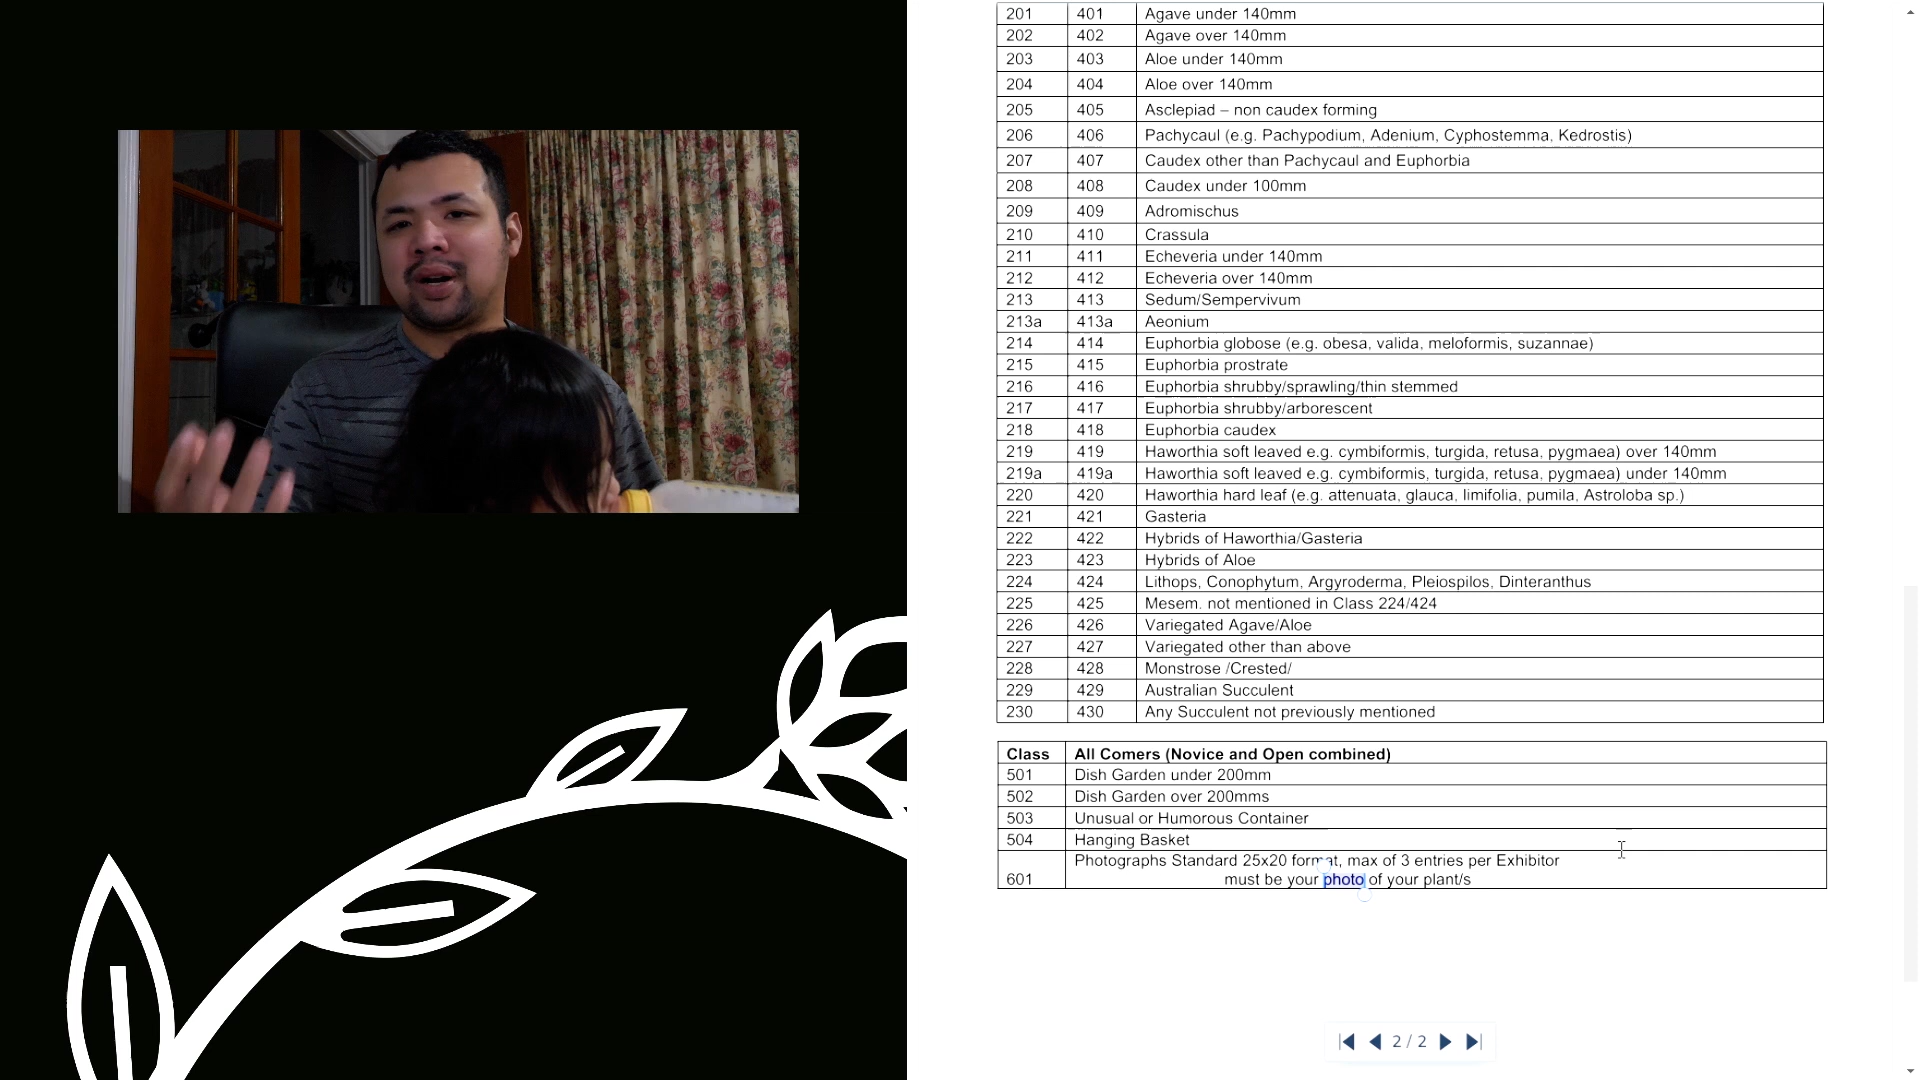 201 401 Agave under 140mm
202 402 Agave over 140mm
203 403 Aloe under 140mm
204 404 Aloe over 140mm
205 405 Asclepiad – non caudex forming
206 406 Pachycaul (e.g. Pachypodium, Adenium, Cyphostemma, Kedrostis)
207 407 Caudex other than Pachycaul and Euphorbia
208 408 Caudex under 100mm
209 409 Adromischus
210 410 Crassula
211 411 Echeveria under 140mm
212 412 Echeveria over 140mm
213 413 Sedum/Sempervivum
213a 413a Aeonium
214 414 Euphorbia globose (e.g. obesa, valida, meloformis, suzannae)
215 415 Euphorbia prostrate
216 416 Euphorbia shrubby/sprawling/thin stemmed
217 417 Euphorbia shrubby/arborescent
218 418 Euphorbia caudex
219 419 Haworthia soft leaved e.g. cymbiformis, turgida, retusa, pygmaea) over 140mm
219a 419a Haworthia soft leaved e.g. cymbiformis, turgida, retusa, pygmaea) under 140mm
220 420 Haworthia hard leaf (e.g. attenuata, glauca, limifolia, pumila, Astroloba sp.)
221 421 Gasteria
222 422 Hybrids of Haworthia/Gasteria
223 423 Hybrids of Aloe
224 424 Lithops, Conophytum, Argyroderma, Pleiospilos, Dinteranthus
225 425 Mesem. not mentioned in Class 224/424
226 426 Variegated Agave/Aloe
227 427 Variegated other than above
228 428 Monstrose /Crested/
229 429 Australian Succulent
230 430 Any Succulent not previously mentioned
Class All Comers (Novice and Open combined)
501 Dish Garden under 200mm
502 Dish Garden over 200mms
503 Unusual or Humorous Container
504 Hanging Basket
Photographs Standard 25x20 format, max of 3 entries per Exhibitor
601 must be your photo of your plant/s
2 / 2